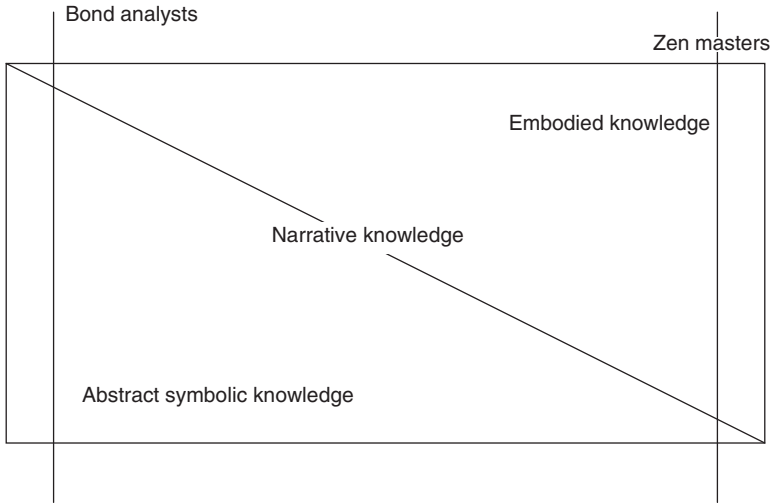 Bond analysts
Zen masters
Embodied knowledge
Narrative knowledge
Abstract symbolic knowledge